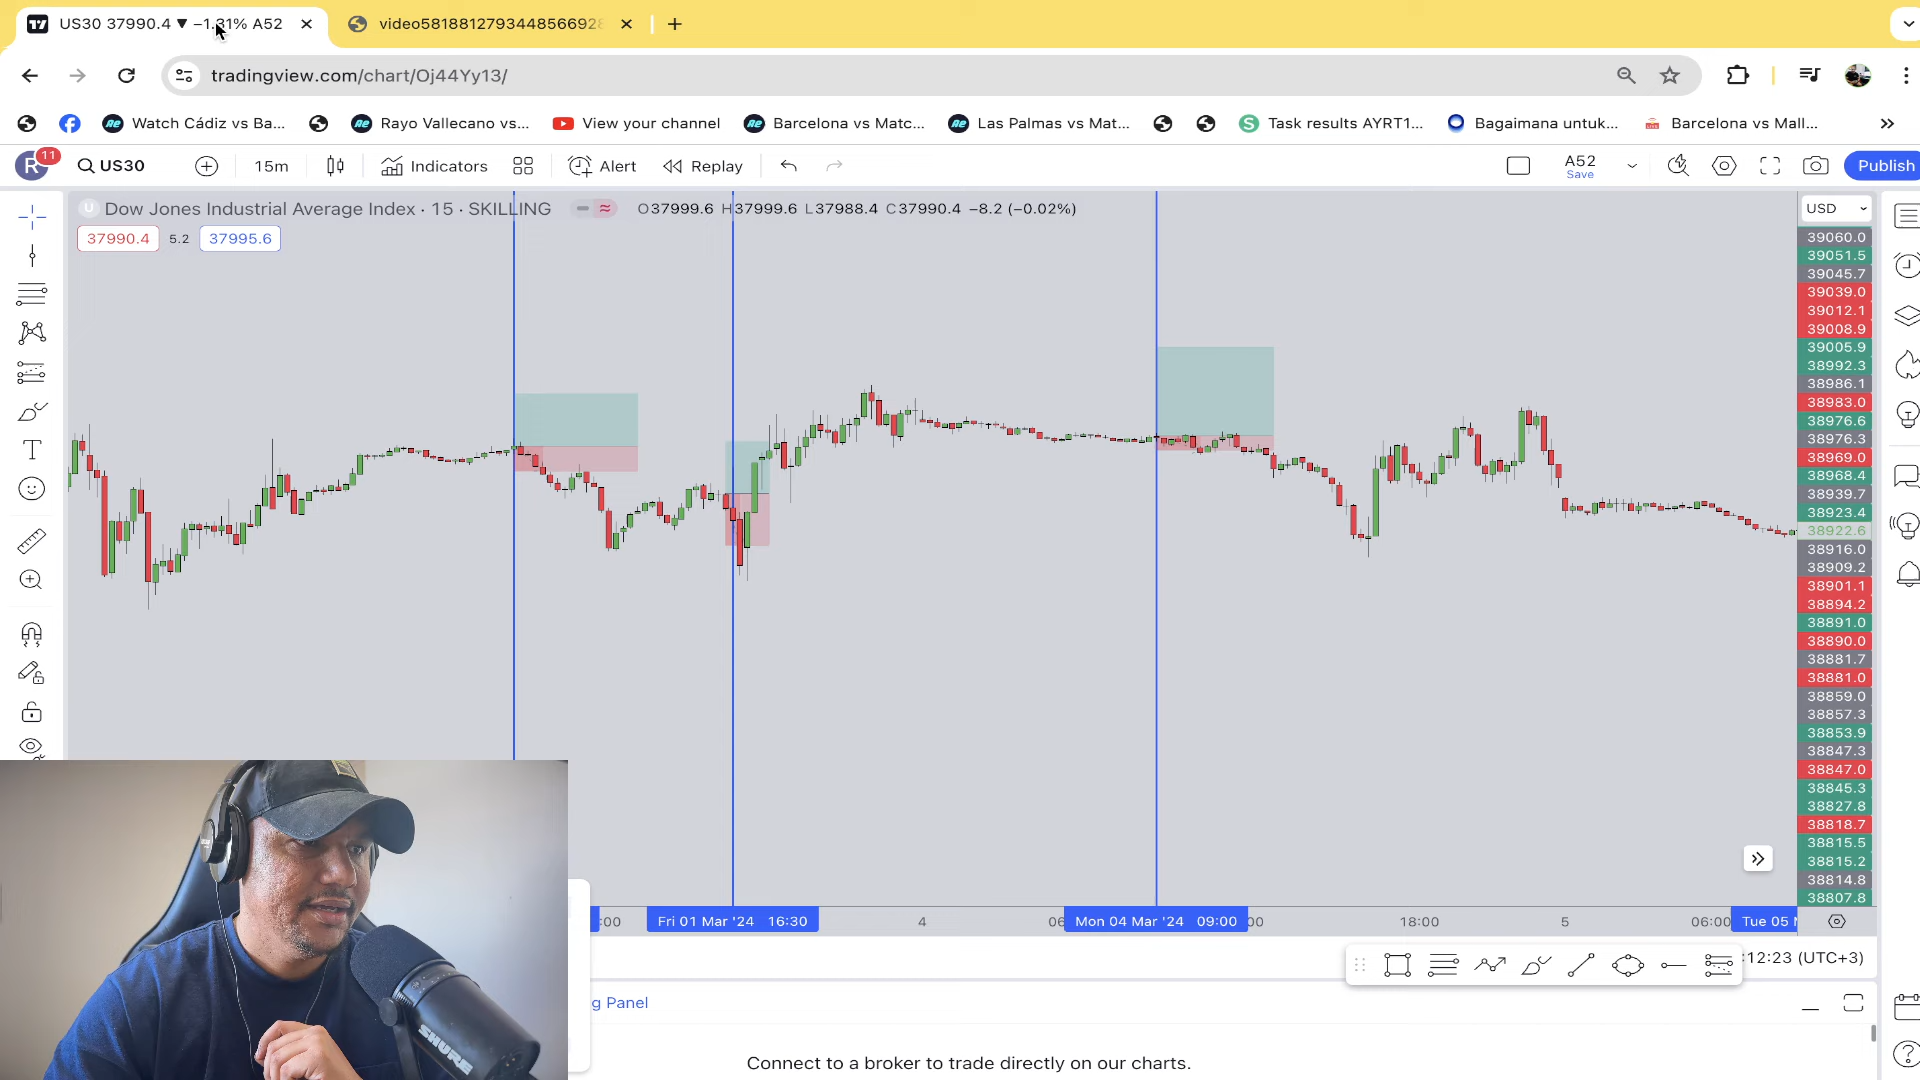 US30 37990.4 ▼ −1.31% A52
video5818812793448566928
tradingview.com/chart/Oj44Yy13/
Watch Cádiz vs Ba...
Rayo Vallecano vs...
View your channel
Barcelona vs Matc...
Las Palmas vs Mat...
Task results AYRT1...
Bagaimana untuk...
Barcelona vs Mall...
R 11
US30
15m
Indicators
Alert
Replay
A52
Save
Publish
U Dow Jones Industrial Average Index · 15 · SKILLING
O37999.6 H37999.6 L37988.4 C37990.4 −8.2 (−0.02%)
USD
37990.4 5.2 37995.6
39060.0
39051.5
39045.7
39039.0
39012.1
39008.9
39005.9
38992.3
38986.1
38983.0
38976.6
38976.3
38969.0
38968.4
38939.7
38923.4
38922.6
38916.0
38909.2
38901.1
38894.2
38891.0
38890.0
38881.7
38881.0
38859.0
38857.3
38853.9
38847.3
38847.0
38845.3
38827.8
38818.7
38815.5
38815.2
38814.8
38807.8
:00 Fri 01 Mar '24 16:30 4 06 Mon 04 Mar '24 09:00 00 18:00 5 06:00 Tue 05
:12:23 (UTC+3)
g Panel
Connect to a broker to trade directly on our charts.
SHURE